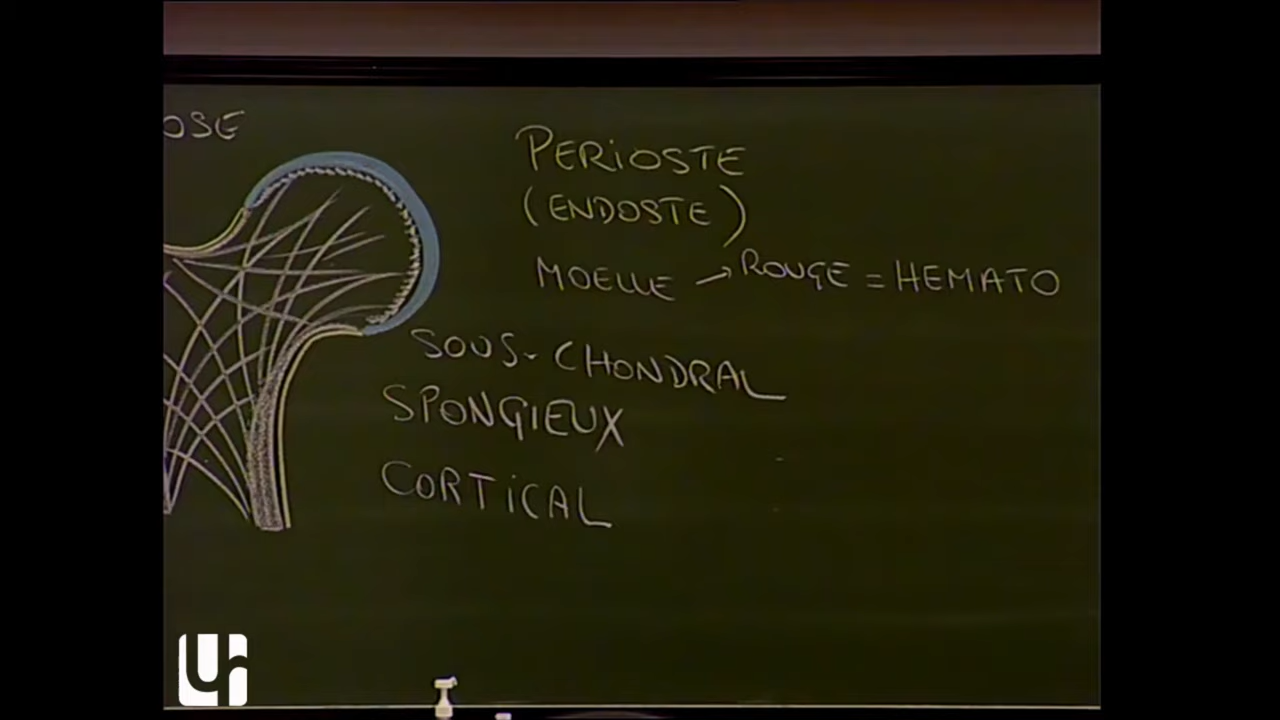 OSE
PERIOSTE
(ENDOSTE)
MOELLE → ROUGE = HEMATO
SOUS-CHONDRAL
SPONGIEUX
CORTICAL